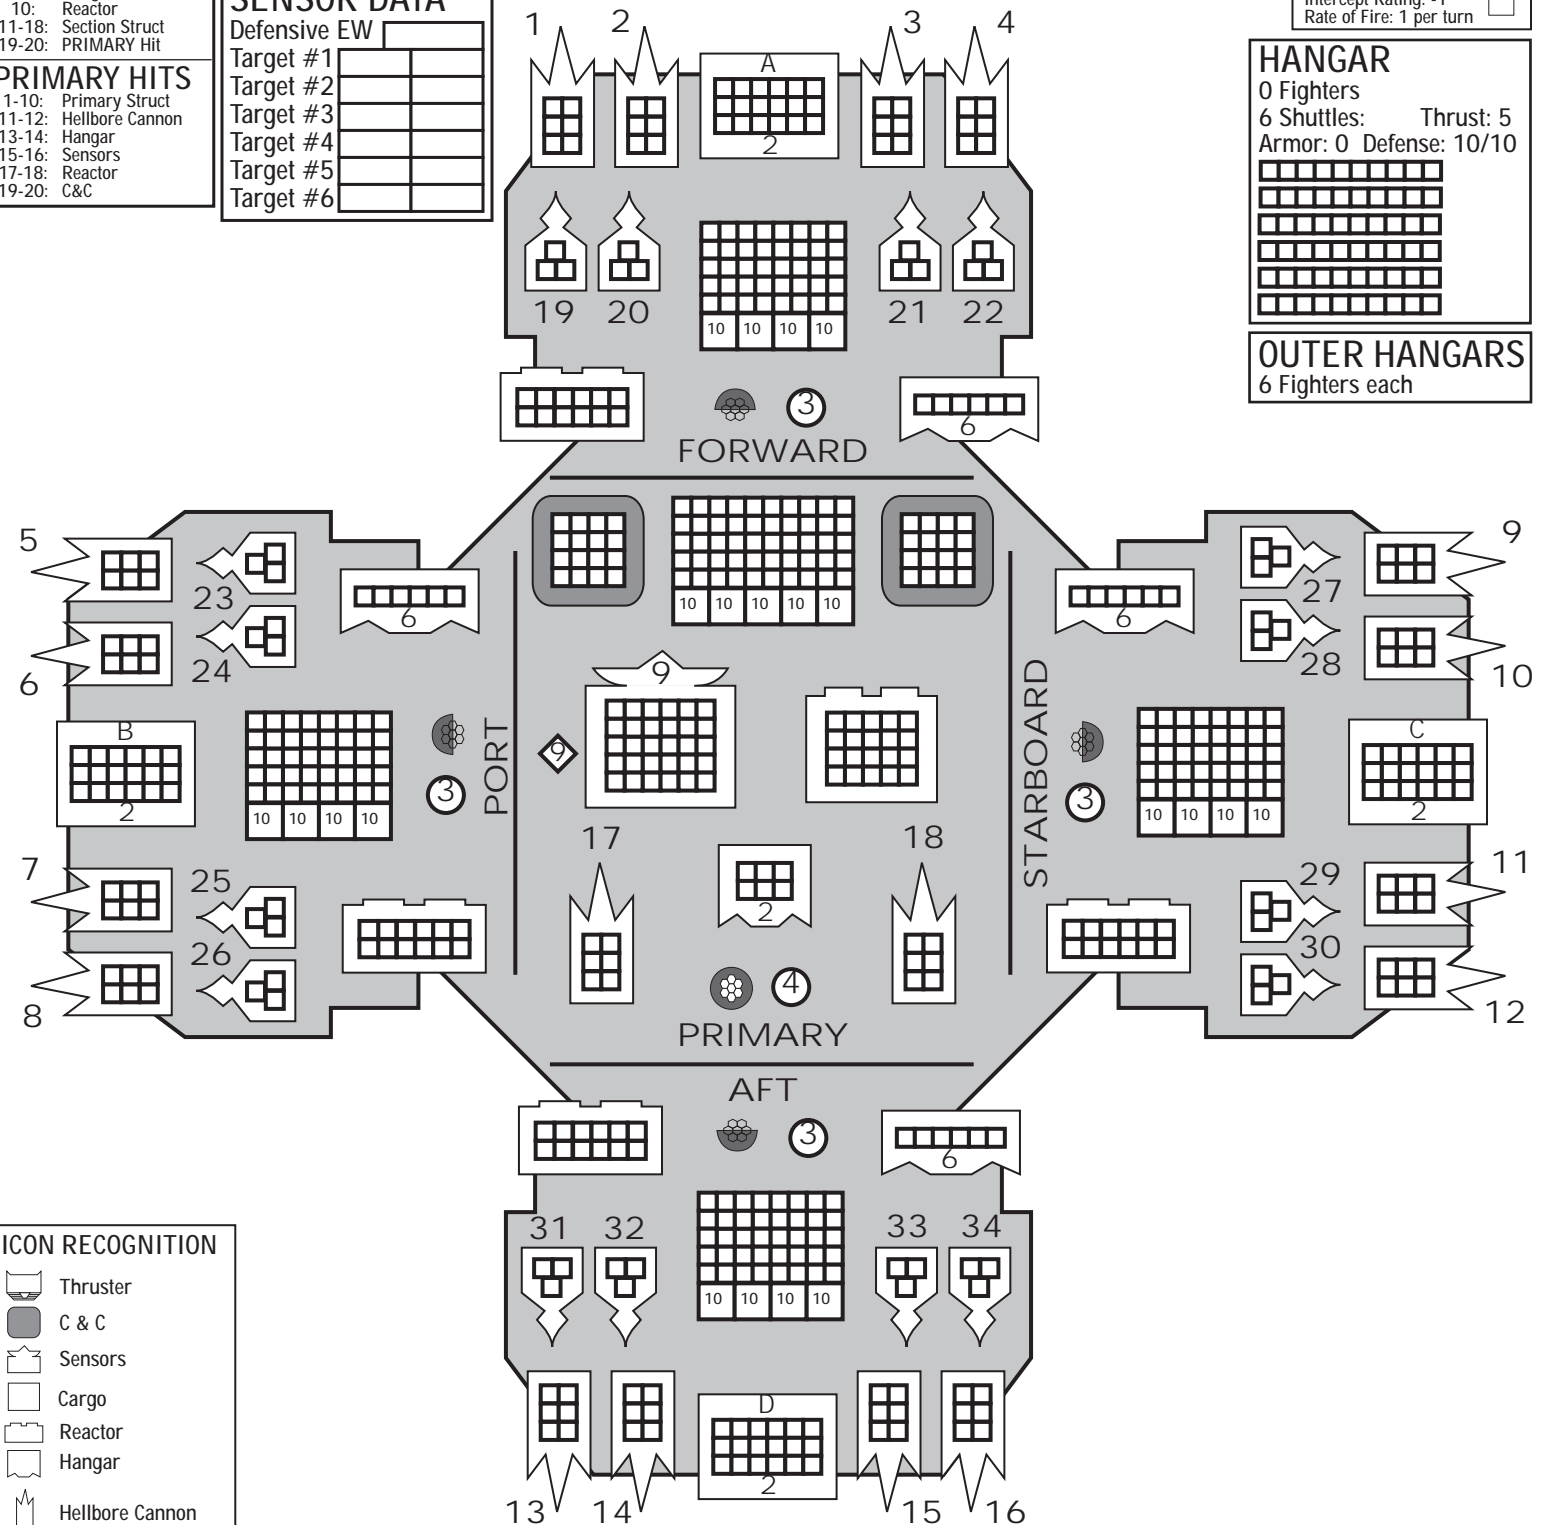 10: Reactor
11-18: Section Struct
19-20: PRIMARY Hit
PRIMARY HITS
1-10: Primary Struct
11-12: Hellbore Cannon
13-14: Hangar
15-16: Sensors
17-18: Reactor
19-20: C&C
SENSOR DATA
Defensive EW
Target #1
Target #2
Target #3
Target #4
Target #5
Target #6
Intercept Rating: -1
Rate of Fire: 1 per turn
HANGAR
0 Fighters
6 Shuttles: Thrust: 5
Armor: 0 Defense: 10/10
OUTER HANGARS
6 Fighters each
1 2 3 4
A
2
19 20 21 22
10 10 10 10
3
6
FORWARD
5
6
7
8
23
24
25
26
B
2
6
10 10 10 10
3
PORT
10 10 10 10 10
9
9
17 18
2
4
PRIMARY
STARBOARD
6
3
10 10 10 10
27
28
29
30
C
2
9
10
11
12
AFT
3
6
31 32 33 34
10 10 10 10
D
2
13 14 15 16
ICON RECOGNITION
Thruster
C & C
Sensors
Cargo
Reactor
Hangar
Hellbore Cannon